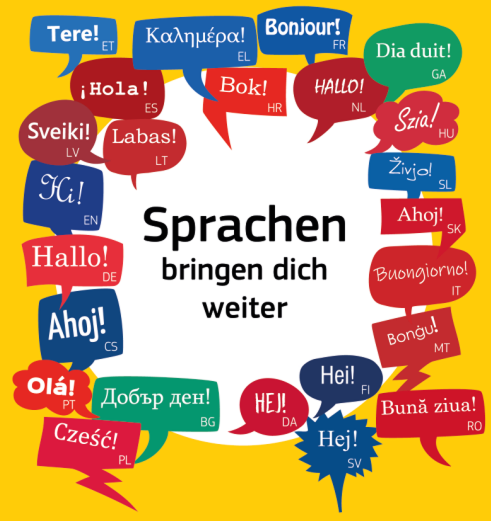 Tere! ET
Καλημέρα! EL
Bonjour! FR
Dia duit! GA
¡Hola! ES
Bok! HR
HALLO! NL
Szia! HU
Sveiki! LV
Labas! LT
Živjo! SL
Hi! EN
Ahoj! SK
Sprachen
bringen dich
weiter
Hallo! DE
Buongiorno! IT
Ahoj! CS
Bonġu! MT
Olá! PT
Добър ден! BG
HEJ! DA
Hei! FI
Bună ziua! RO
Cześć! PL
Hej! SV